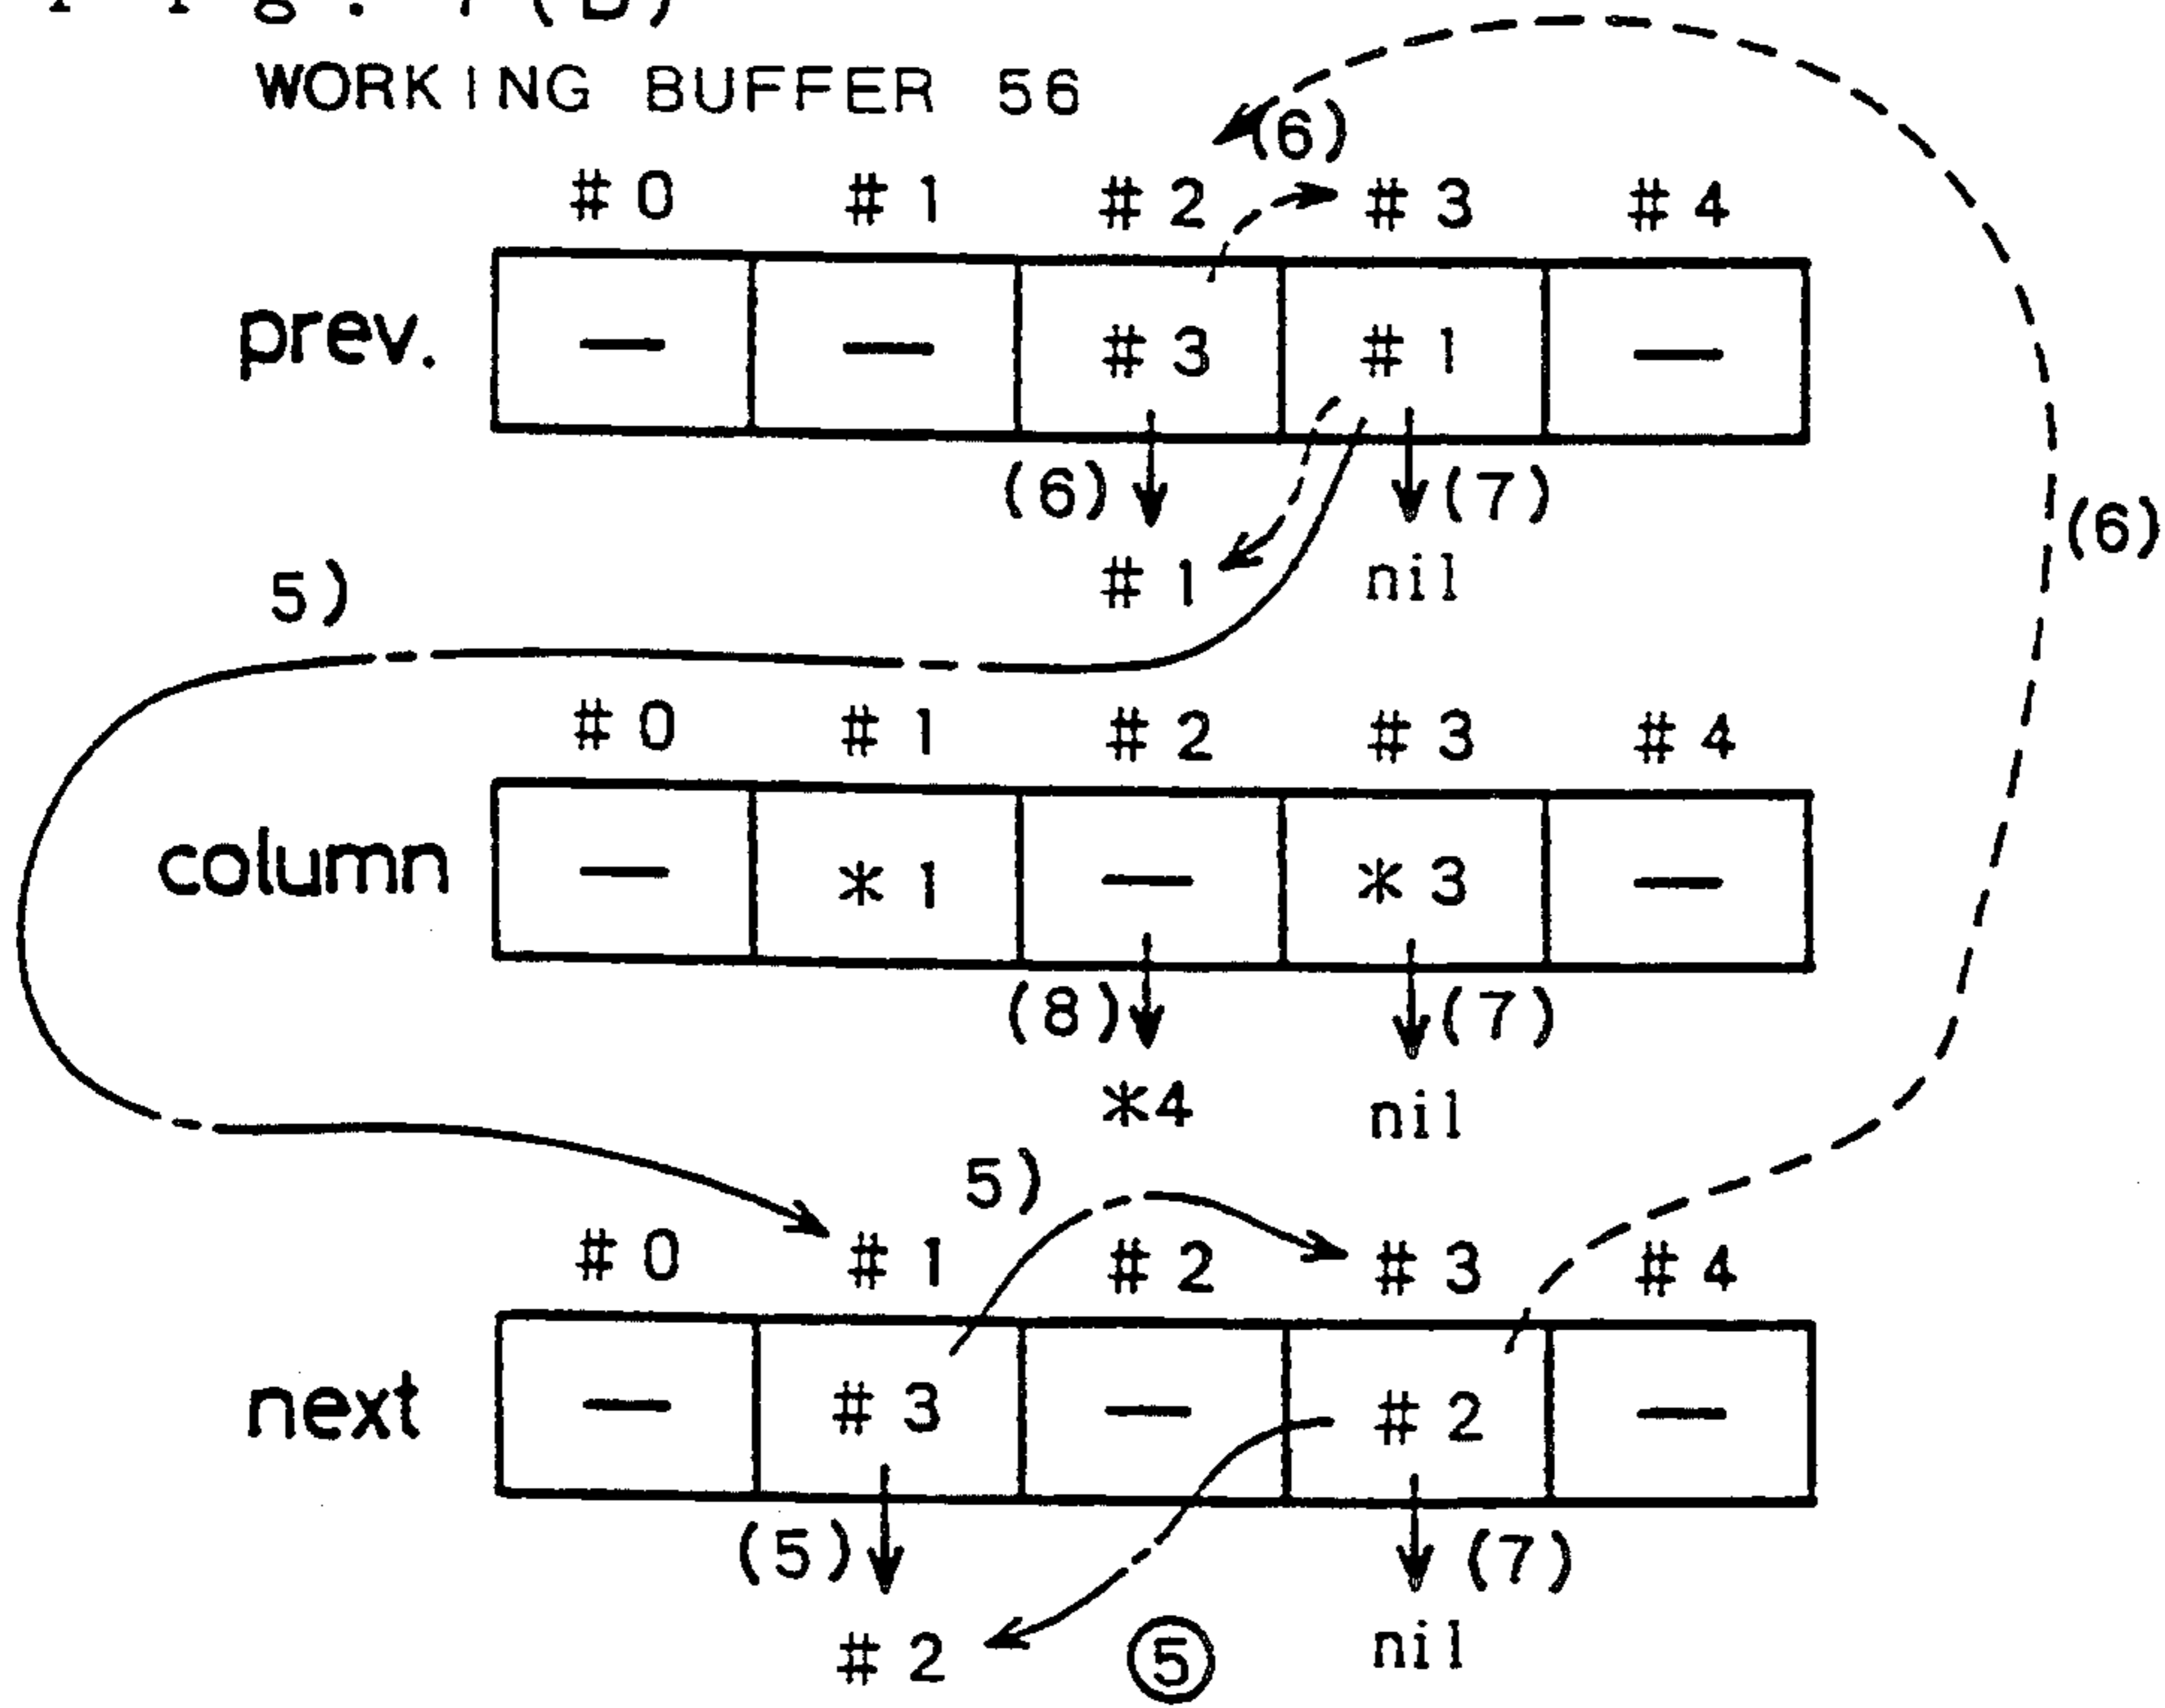 WORKING BUFFER 56
(6)
#0 #1 #2 #3 #4
prev. — — #3 #1 —
(6) (7)
(6)
#1 nil
5)
#0 #1 #2 #3 #4
column — *1 — *3 —
(8) (7)
*4 nil
5)
#0 #1 #2 #3 #4
next — #3 — #2 —
(5) (7)
#2 ⑤ nil